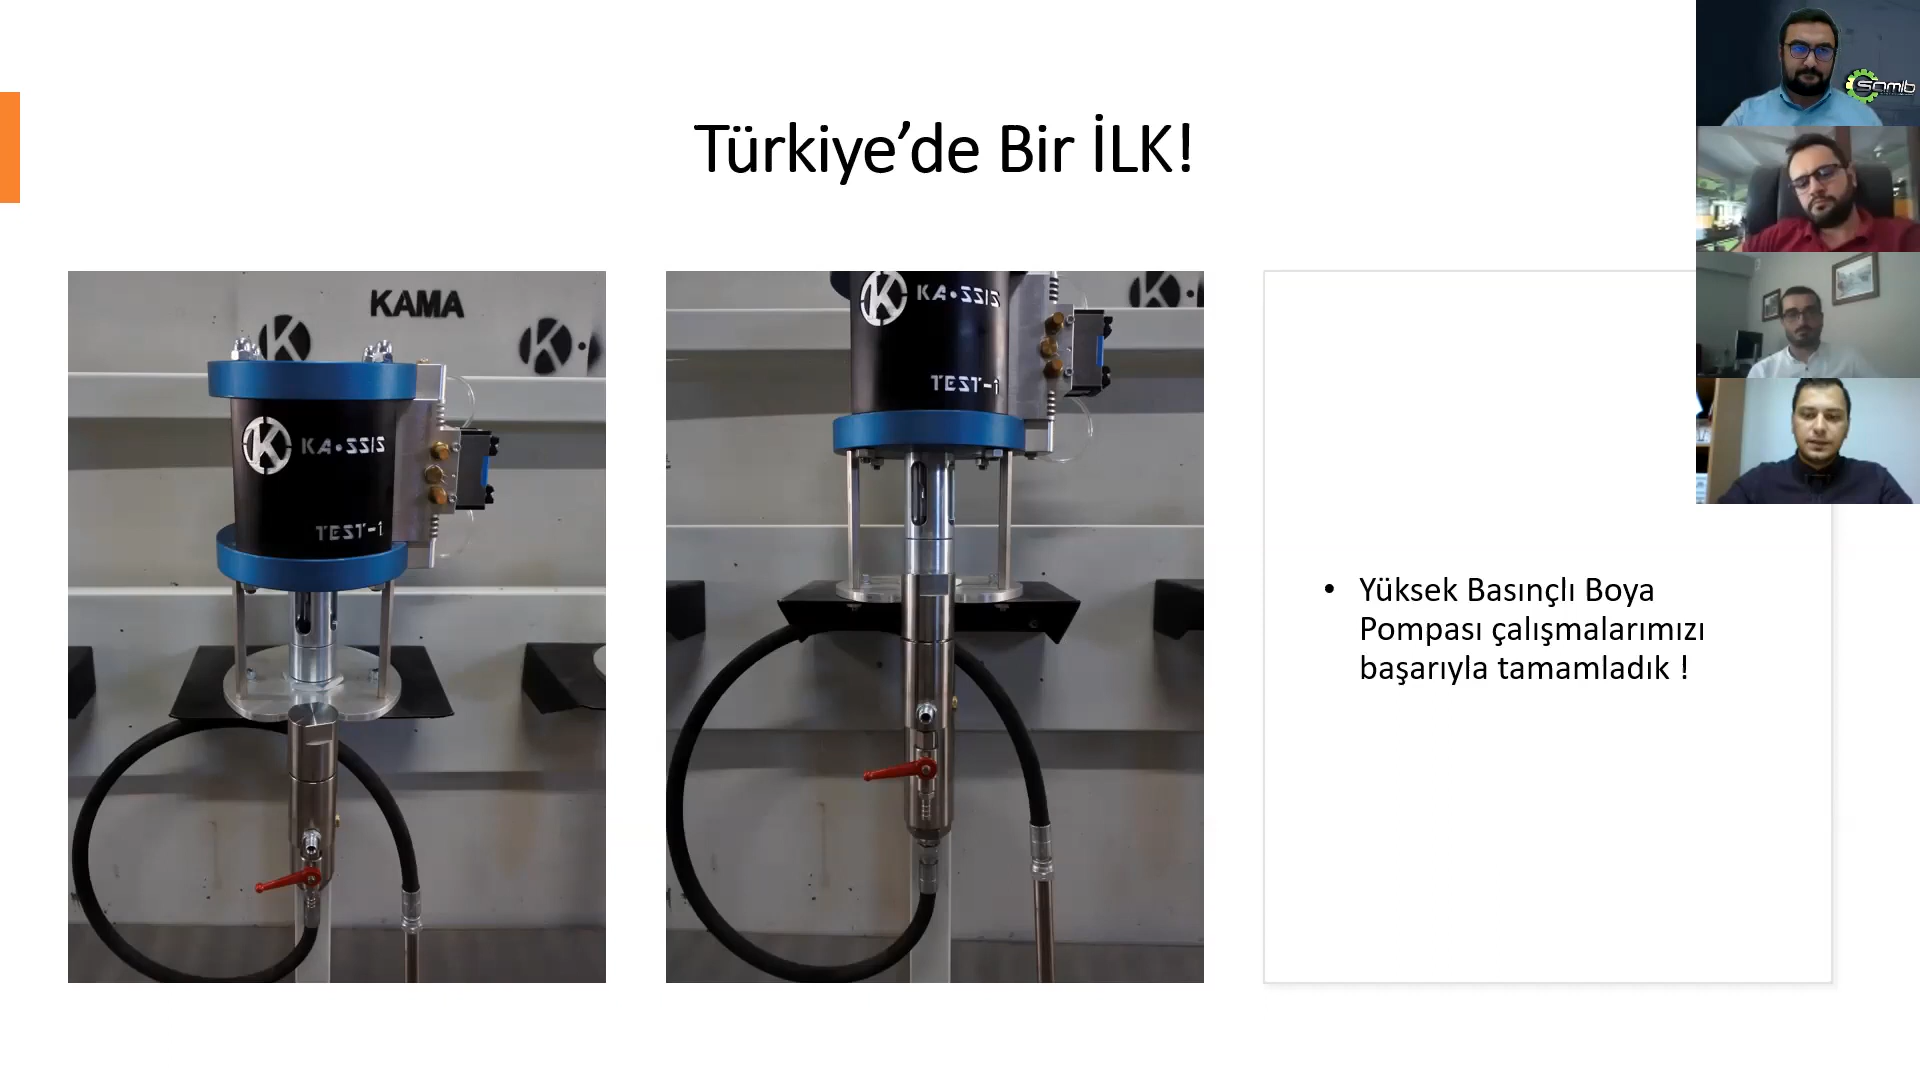 Türkiye’de Bir İLK!
KAMA
K
K
KA•SSIS
TEST-1
KA•SSIS
TEST-1
• Yüksek Basınçlı Boya
Pompası çalışmalarımızı
başarıyla tamamladık !